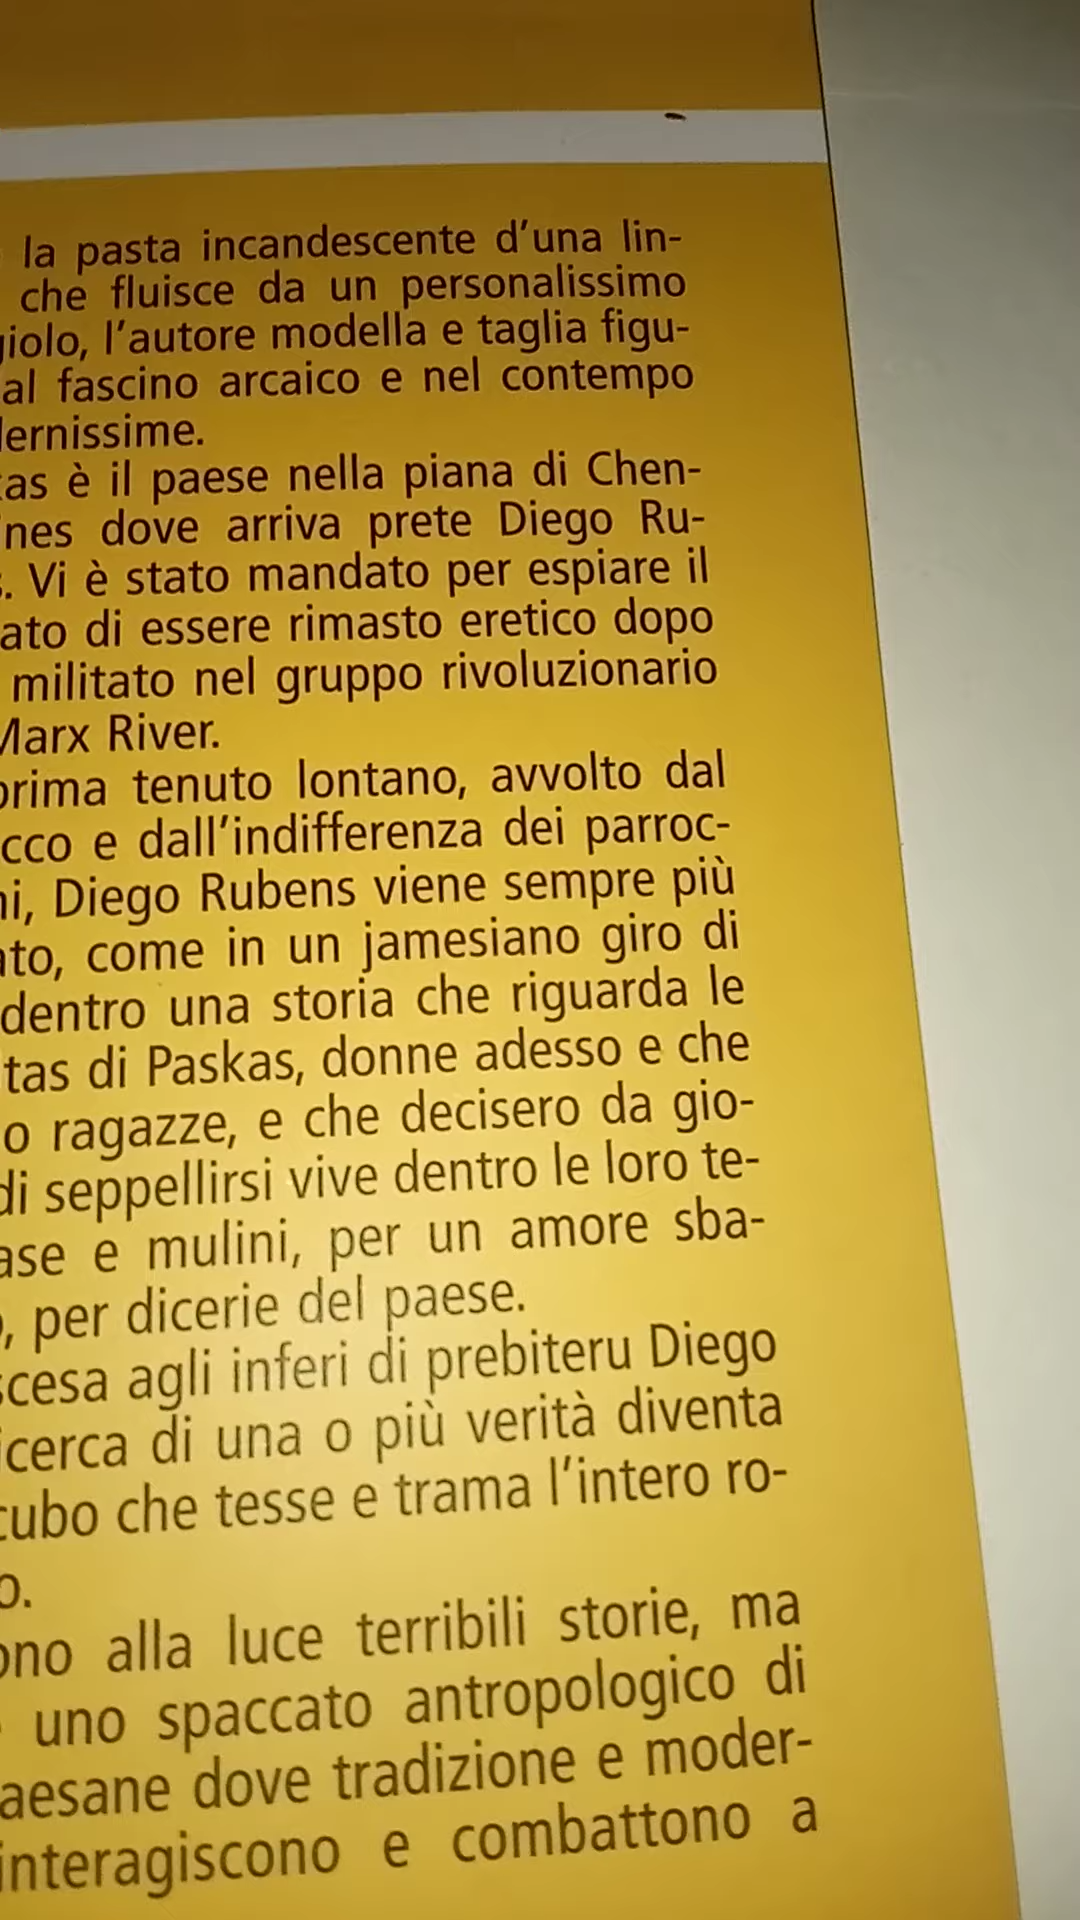 la pasta incandescente d'una lin-
che fluisce da un personalissimo
giolo, l'autore modella e taglia figu-
al fascino arcaico e nel contempo
dernissime.
as è il paese nella piana di Chen-
nes dove arriva prete Diego Ru-
s. Vi è stato mandato per espiare il
ato di essere rimasto eretico dopo
militato nel gruppo rivoluzionario
Marx River.
prima tenuto lontano, avvolto dal
cco e dall'indifferenza dei parroc-
ni, Diego Rubens viene sempre più
ato, come in un jamesiano giro di
dentro una storia che riguarda le
tas di Paskas, donne adesso e che
o ragazze, e che decisero da gio-
di seppellirsi vive dentro le loro te-
ase e mulini, per un amore sba-
o, per dicerie del paese.
scesa agli inferi di prebiteru Diego
icerca di una o più verità diventa
cubo che tesse e trama l'intero ro-
o.
ono alla luce terribili storie, ma
uno spaccato antropologico di
aesane dove tradizione e moder-
interagiscono e combattono a